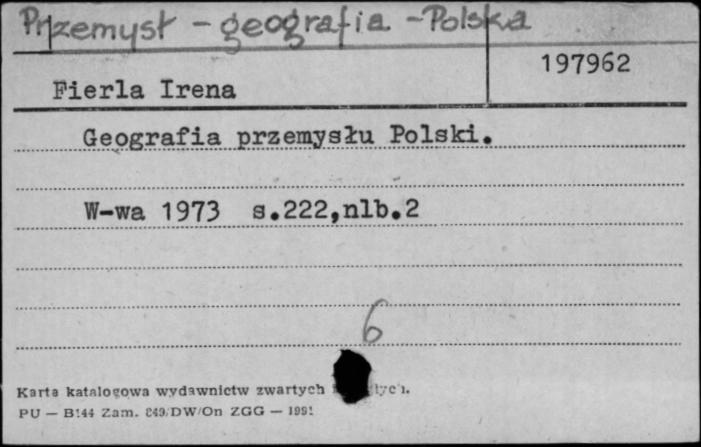 Przemysł - geografia - Polska
197962
Fierla Irena
Geografia przemysłu Polski.
W-wa 1973 s.222,nlb.2
6
Karta katalogowa wydawnictw zwartych
PU — B144 Zam. 849/DW/On ZGG — 1991